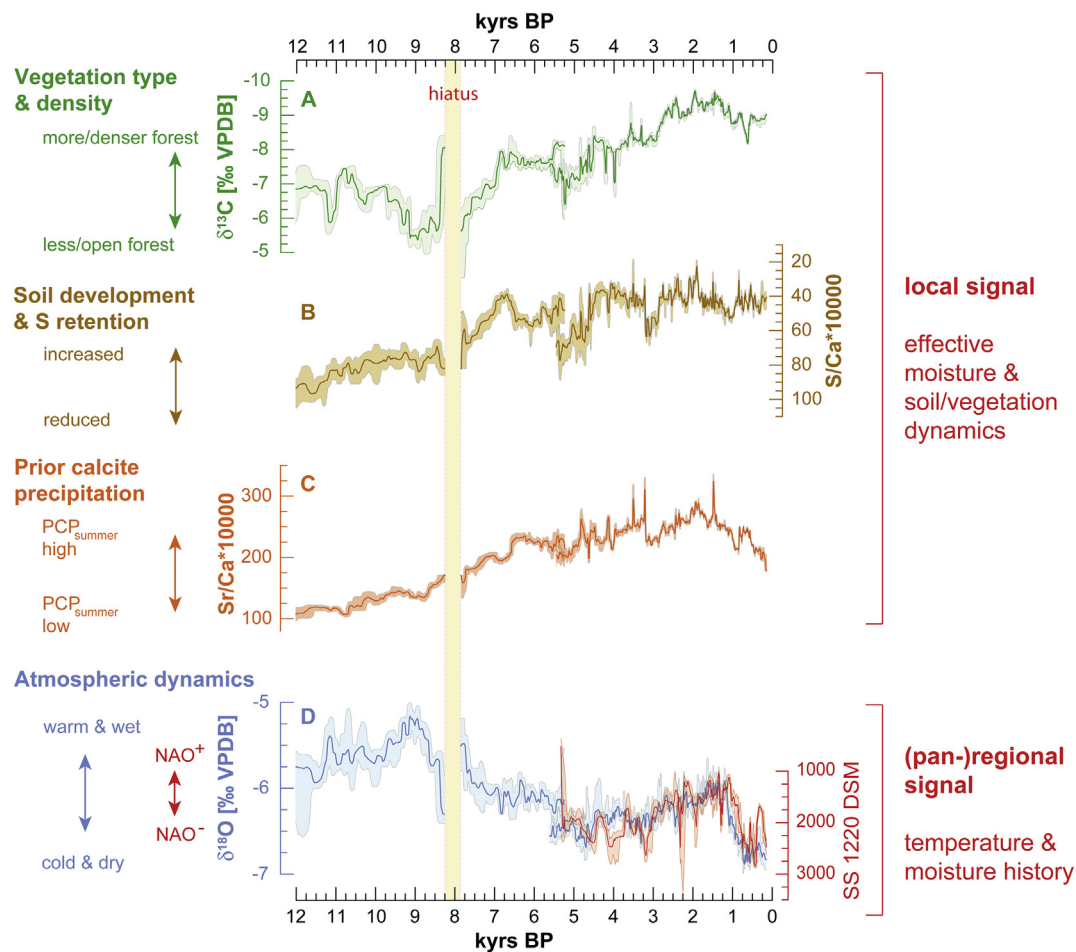 kyrs BP
12 11 10 9 8 7 6 5 4 3 2 1 0
Vegetation type
& density
more/denser forest
less/open forest
-10
-9
-8
-7
-6
-5
δ¹³C [‰ VPDB]
A
hiatus
Soil development
& S retention
increased
reduced
B
20
40
60
80
100
S/Ca*10000
Prior calcite
precipitation
PCPsummer
high
PCPsummer
low
300
200
100
Sr/Ca*10000
C
local signal
effective
moisture &
soil/vegetation
dynamics
Atmospheric dynamics
warm & wet
cold & dry
NAO⁺
NAO⁻
-5
-6
-7
δ¹⁸O [‰ VPDB]
D
1000
2000
3000
SS 1220 DSM
(pan-)regional
signal
temperature &
moisture history
12 11 10 9 8 7 6 5 4 3 2 1 0
kyrs BP